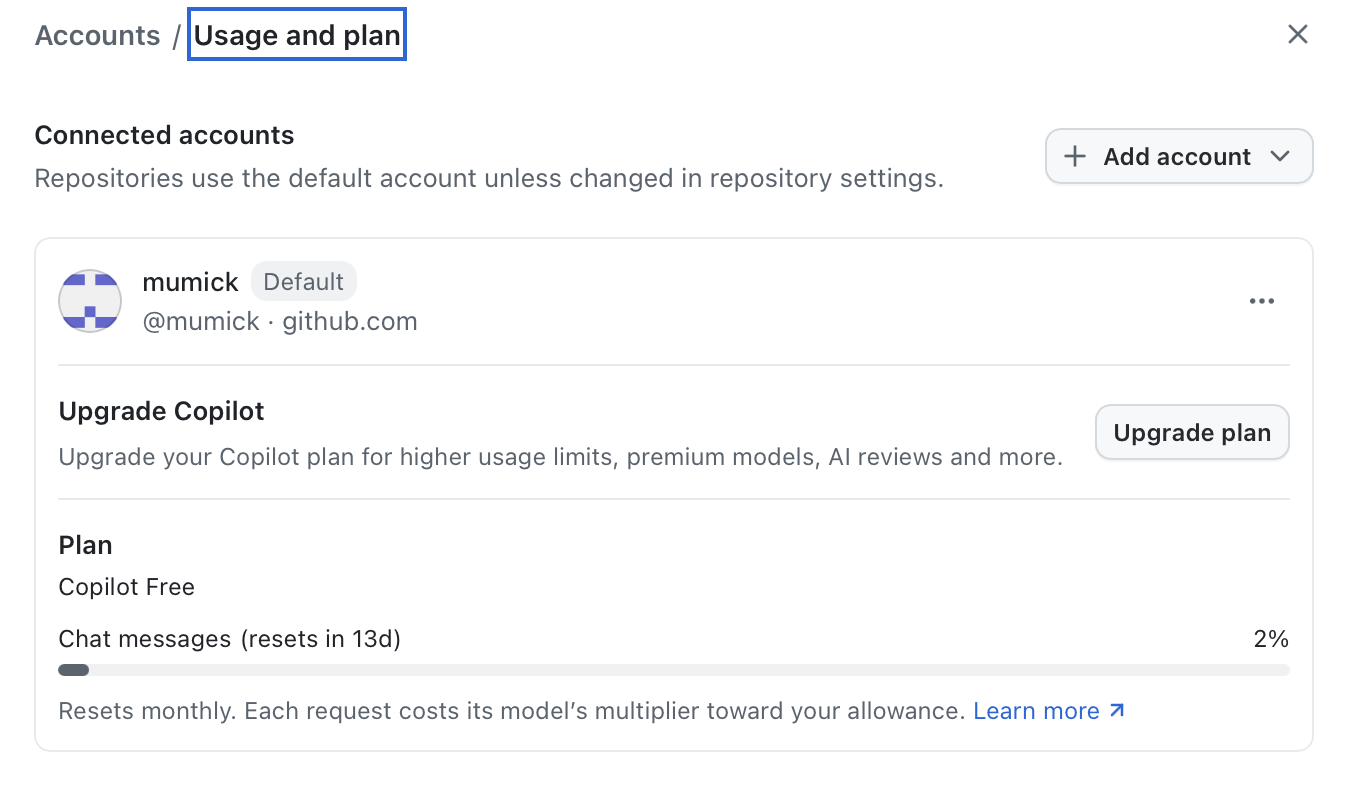 Accounts / Usage and plan
Connected accounts
Add account
Repositories use the default account unless changed in repository settings.
mumick Default
@mumick · github.com
Upgrade Copilot
Upgrade plan
Upgrade your Copilot plan for higher usage limits, premium models, AI reviews and more.
Plan
Copilot Free
Chat messages (resets in 13d) 2%
Resets monthly. Each request costs its model’s multiplier toward your allowance. Learn more